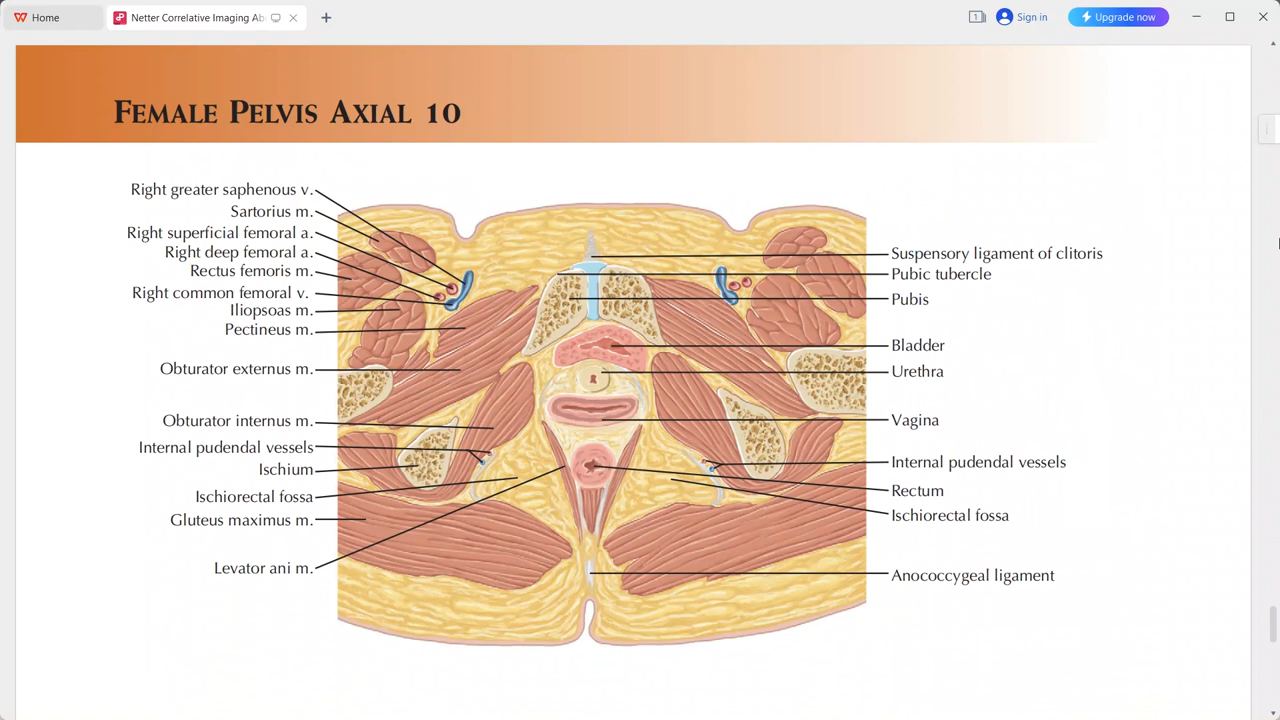 Home
Netter Correlative Imaging Ab
1
Sign in
Upgrade now
FEMALE PELVIS AXIAL 10
Right greater saphenous v.
Sartorius m.
Right superficial femoral a.
Right deep femoral a.
Rectus femoris m.
Right common femoral v.
Iliopsoas m.
Pectineus m.
Obturator externus m.
Obturator internus m.
Internal pudendal vessels
Ischium
Ischiorectal fossa
Gluteus maximus m.
Levator ani m.
Suspensory ligament of clitoris
Pubic tubercle
Pubis
Bladder
Urethra
Vagina
Internal pudendal vessels
Rectum
Ischiorectal fossa
Anococcygeal ligament